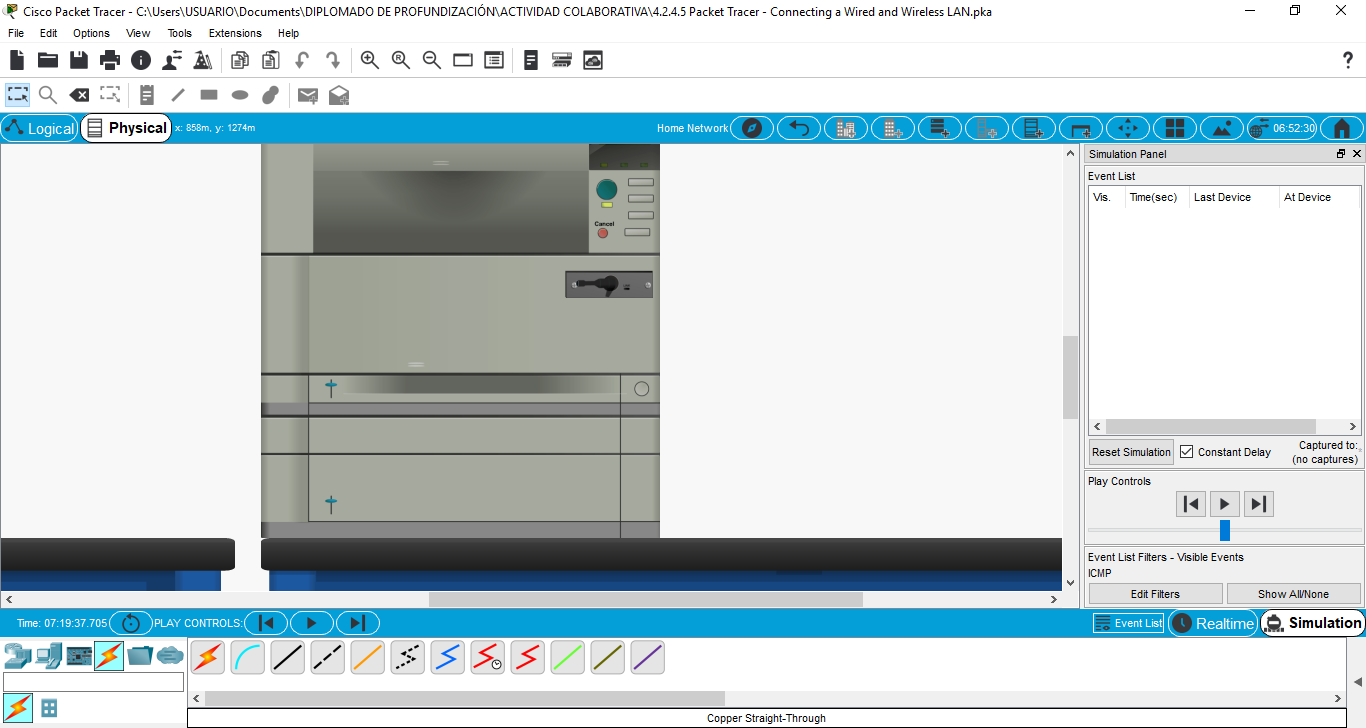 Cisco Packet Tracer - C:\Users\USUARIO\Documents\DIPLOMADO DE PROFUNDIZACIÓN\ACTIVIDAD COLABORATIVA\4.2.4.5 Packet Tracer - Connecting a Wired and Wireless LAN.pka
File Edit Options View Tools Extensions Help
Logical Physical x: 858m, y: 1274m Home Network 06:52:30
Simulation Panel
Event List
Vis. Time(sec) Last Device At Device
Cancel
Reset Simulation Constant Delay Captured to:
(no captures)
Play Controls
Event List Filters - Visible Events
ICMP
Edit Filters Show All/None
Time: 07:19:37.705 PLAY CONTROLS: Event List Realtime Simulation
Copper Straight-Through